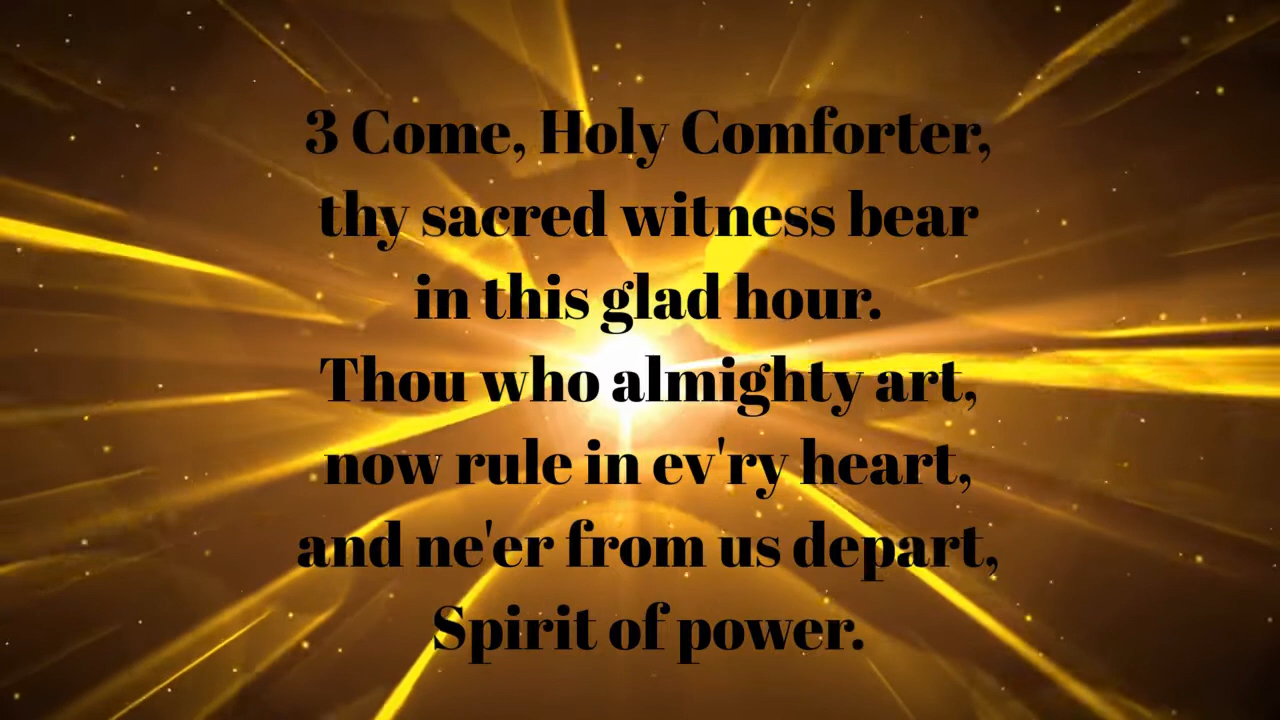 3 Come, Holy Comforter,
thy sacred witness bear
in this glad hour.
Thou who almighty art,
now rule in ev'ry heart,
and ne'er from us depart,
Spirit of power.